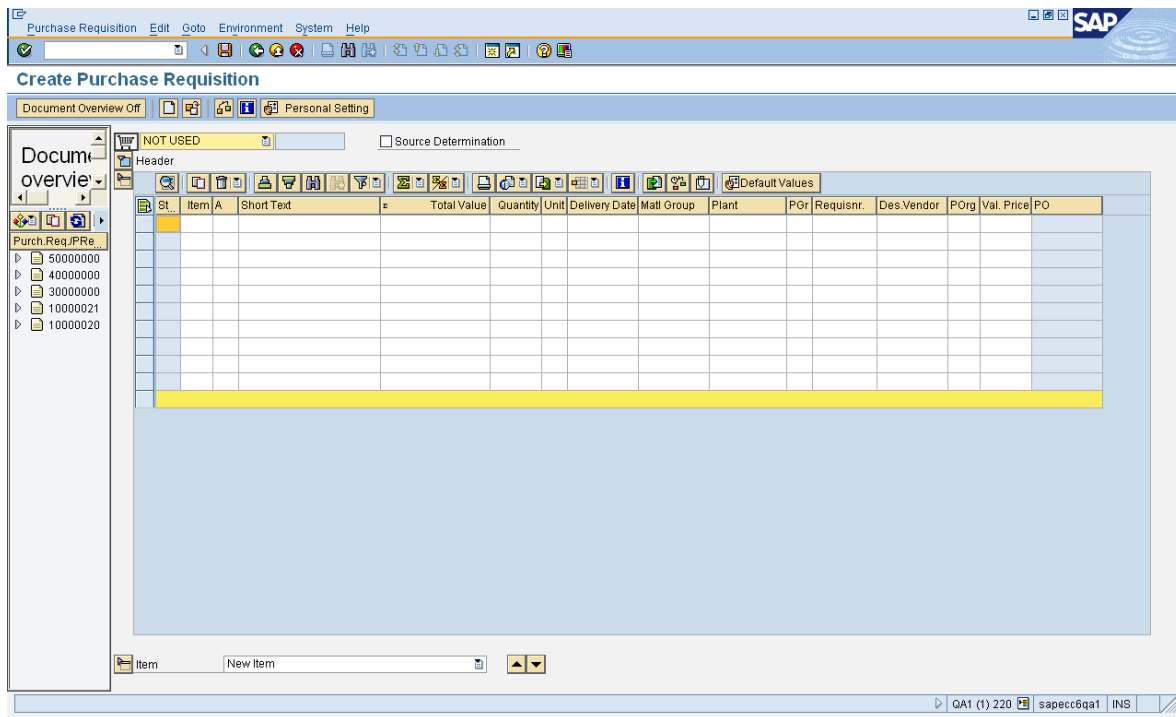 Purchase Requisition Edit Goto Environment System Help
SAP
Create Purchase Requisition
Document Overview Off Personal Setting
NOT USED Source Determination
Docume
overvie
Header
Default Values
St... Item A Short Text Σ Total Value Quantity Unit Delivery Date Matl Group Plant PGr Requisnr. Des.Vendor POrg Val. Price PO
Purch.Req./PRe...
50000000
40000000
30000000
10000021
10000020
Item New Item
QA1 (1) 220 sapecc6qa1 INS